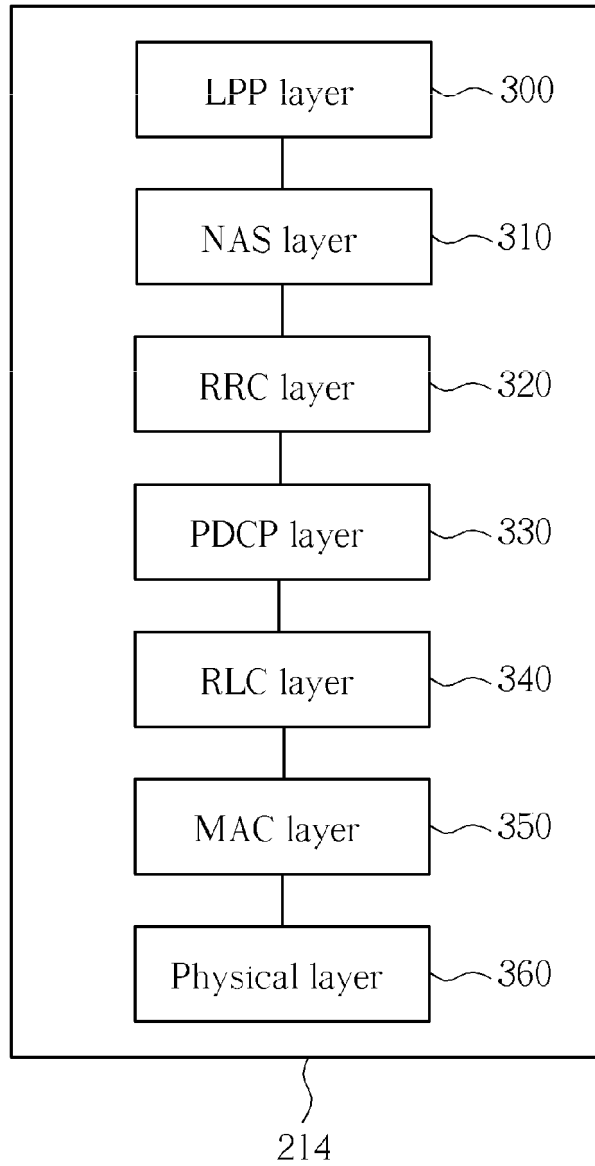 LPP layer 300
NAS layer 310
RRC layer 320
PDCP layer 330
RLC layer 340
MAC layer 350
Physical layer 360
214